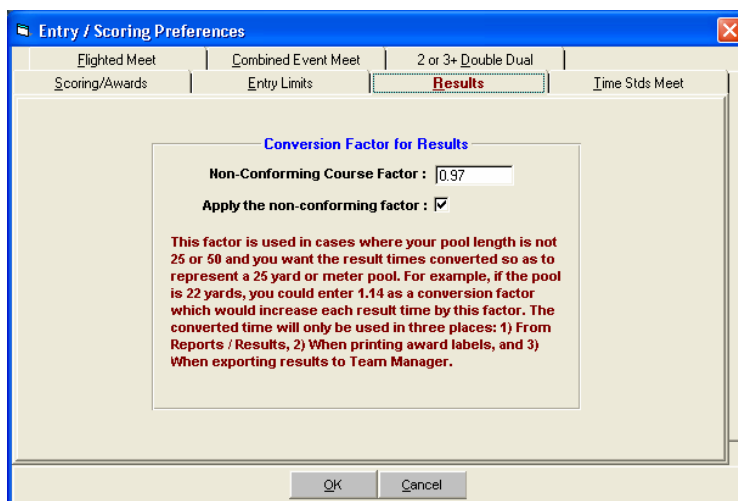 Entry / Scoring Preferences
Flighted Meet
Combined Event Meet
2 or 3+ Double Dual
Scoring/Awards
Entry Limits
Results
Time Stds Meet
Conversion Factor for Results
Non-Conforming Course Factor : 0.97
Apply the non-conforming factor :
This factor is used in cases where your pool length is not
25 or 50 and you want the result times converted so as to
represent a 25 yard or meter pool. For example, if the pool
is 22 yards, you could enter 1.14 as a conversion factor
which would increase each result time by this factor. The
converted time will only be used in three places: 1) From
Reports / Results, 2) When printing award labels, and 3)
When exporting results to Team Manager.
OK
Cancel